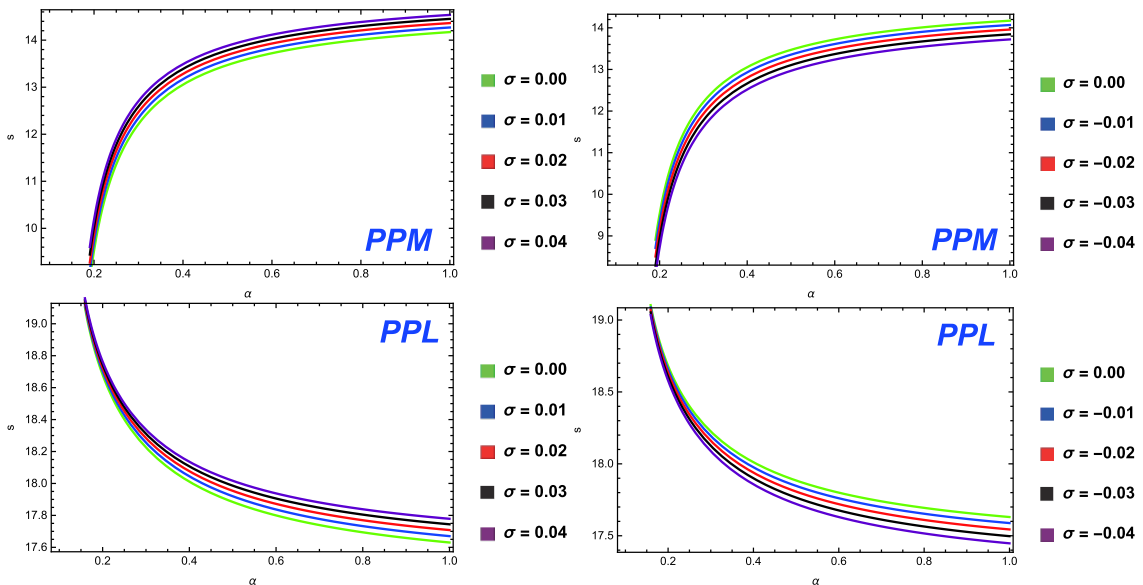 14
13
12
11
10
s
0.2 0.4 0.6 0.8 1.0
α
PPM
σ = 0.00
σ = 0.01
σ = 0.02
σ = 0.03
σ = 0.04
14
13
12
11
10
9
s
0.2 0.4 0.6 0.8 1.0
α
PPM
σ = 0.00
σ = −0.01
σ = −0.02
σ = −0.03
σ = −0.04
19.0
18.8
18.6
18.4
18.2
18.0
17.8
17.6
s
0.2 0.4 0.6 0.8 1.0
α
PPL
σ = 0.00
σ = 0.01
σ = 0.02
σ = 0.03
σ = 0.04
19.0
18.5
18.0
17.5
s
0.2 0.4 0.6 0.8 1.0
α
PPL
σ = 0.00
σ = −0.01
σ = −0.02
σ = −0.03
σ = −0.04